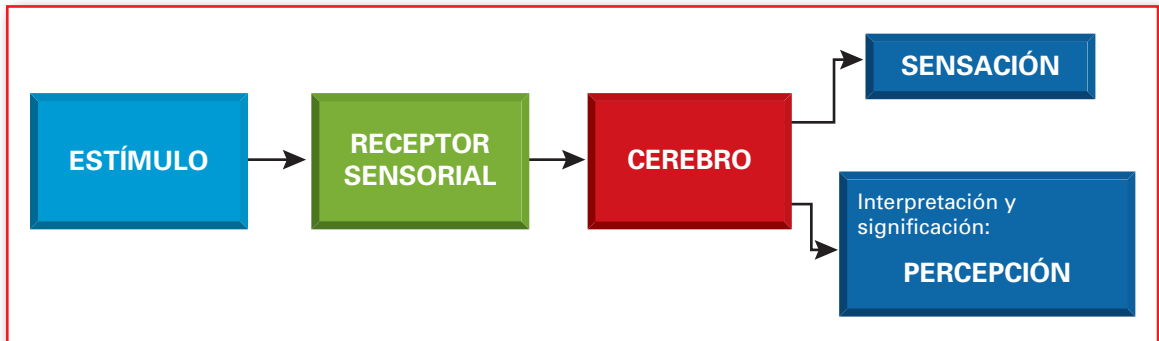 ESTÍMULO
RECEPTOR
SENSORIAL
CEREBRO
SENSACIÓN
Interpretación y
significación:
PERCEPCIÓN